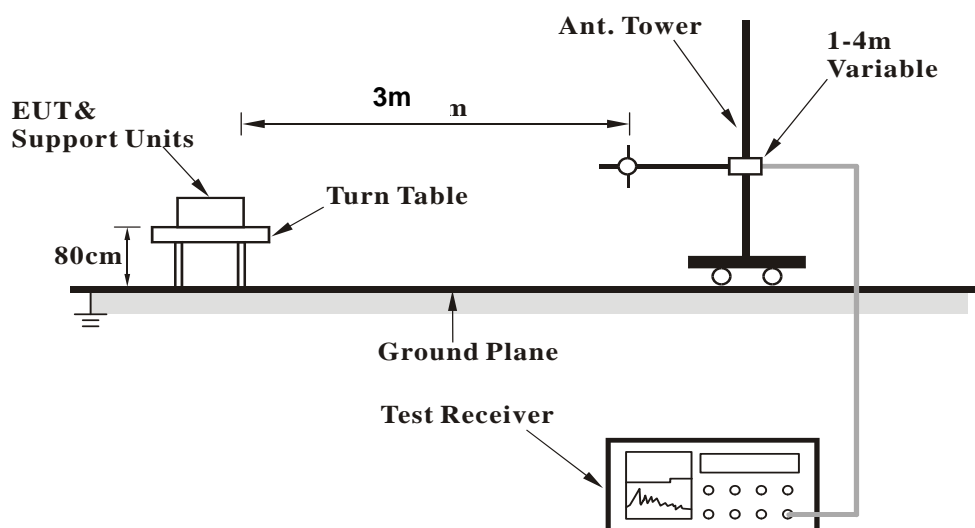 Ant. Tower
1-4m
Variable
3m
EUT&
Support Units
Turn Table
80cm
Ground Plane
Test Receiver